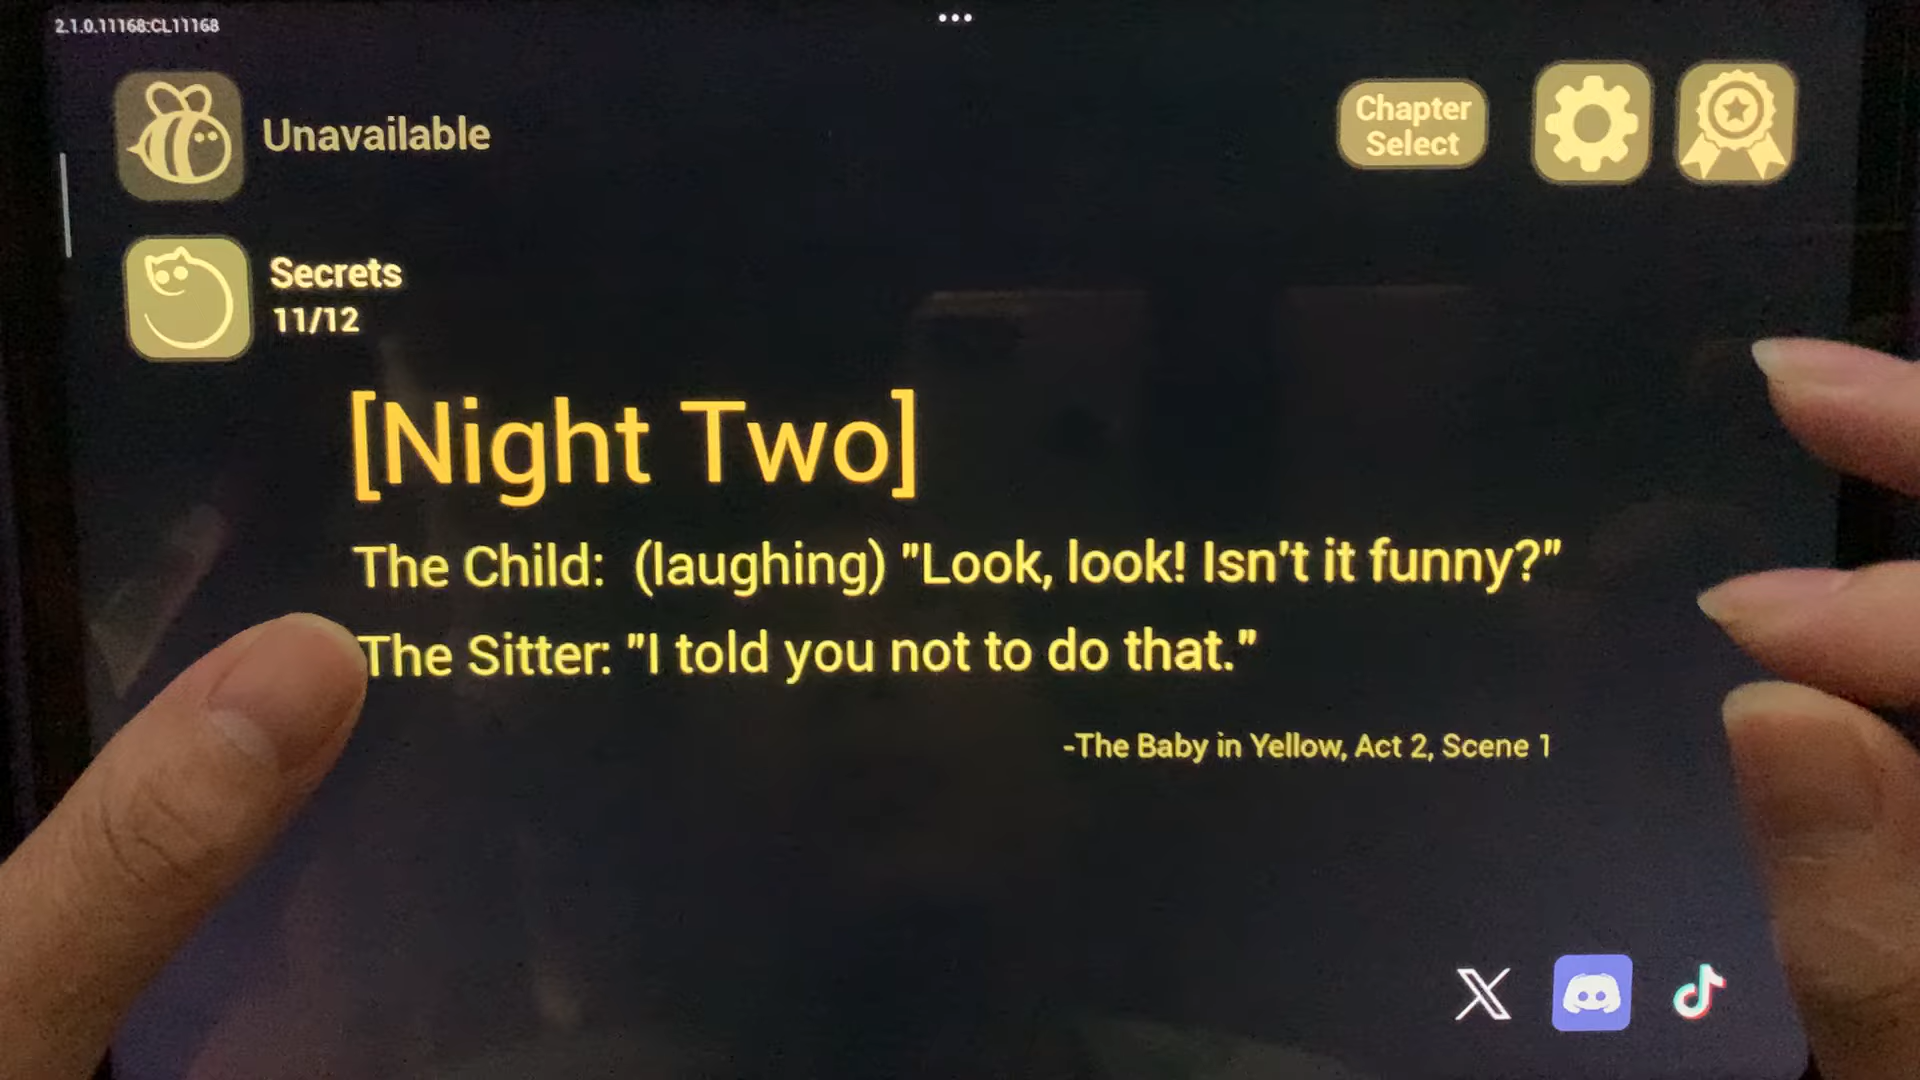 2.1.0.11168:CL11168
Unavailable
Chapter
Select
Secrets
11/12
[Night Two]
The Child: (laughing) "Look, look! Isn't it funny?"
The Sitter: "I told you not to do that."
-The Baby in Yellow, Act 2, Scene 1